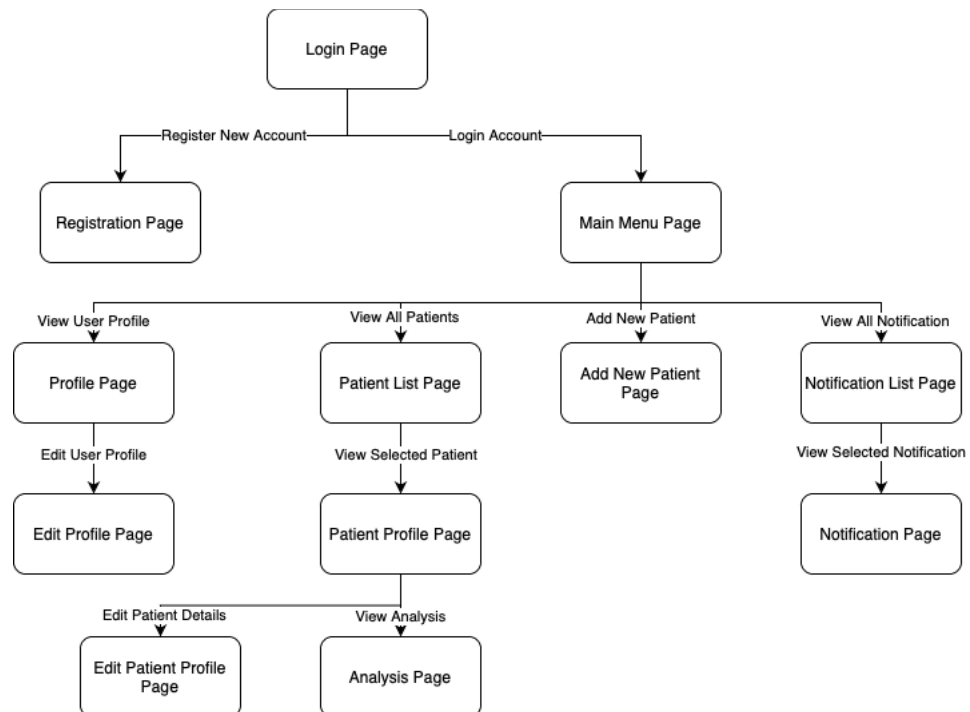 Login Page
Register New Account
Login Account
Registration Page
Main Menu Page
View User Profile
View All Patients
Add New Patient
View All Notification
Profile Page
Patient List Page
Add New Patient
Page
Notification List Page
Edit User Profile
View Selected Patient
View Selected Notification
Edit Profile Page
Patient Profile Page
Notification Page
Edit Patient Details
View Analysis
Edit Patient Profile
Page
Analysis Page